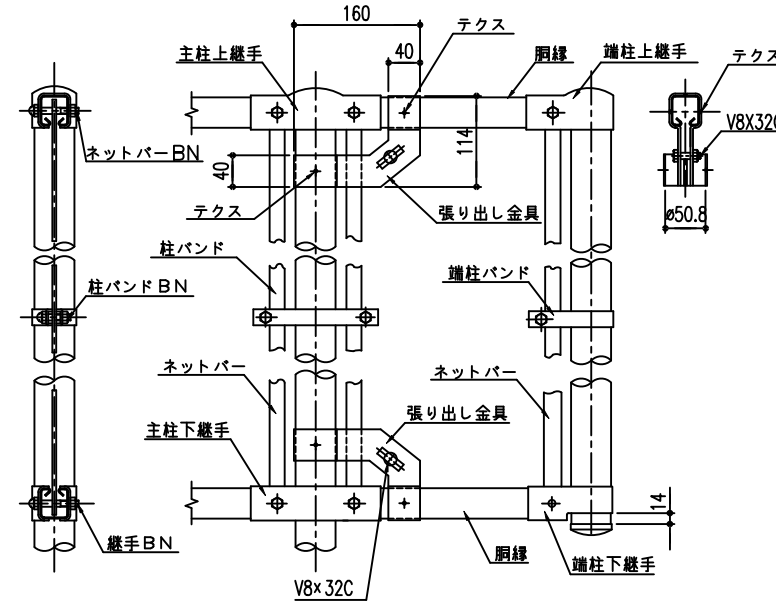 160
テクス
40
主柱上継手
胴縁
端柱上継手
テクス
ネットバーBN
40
114
V8X32C
テクス
張り出し金具
ø50.8
柱バンド
柱バンドBN
端柱バンド
ネットバー
ネットバー
張り出し金具
主柱下継手
14
継手BN
胴縁
端柱下継手
V8×32C